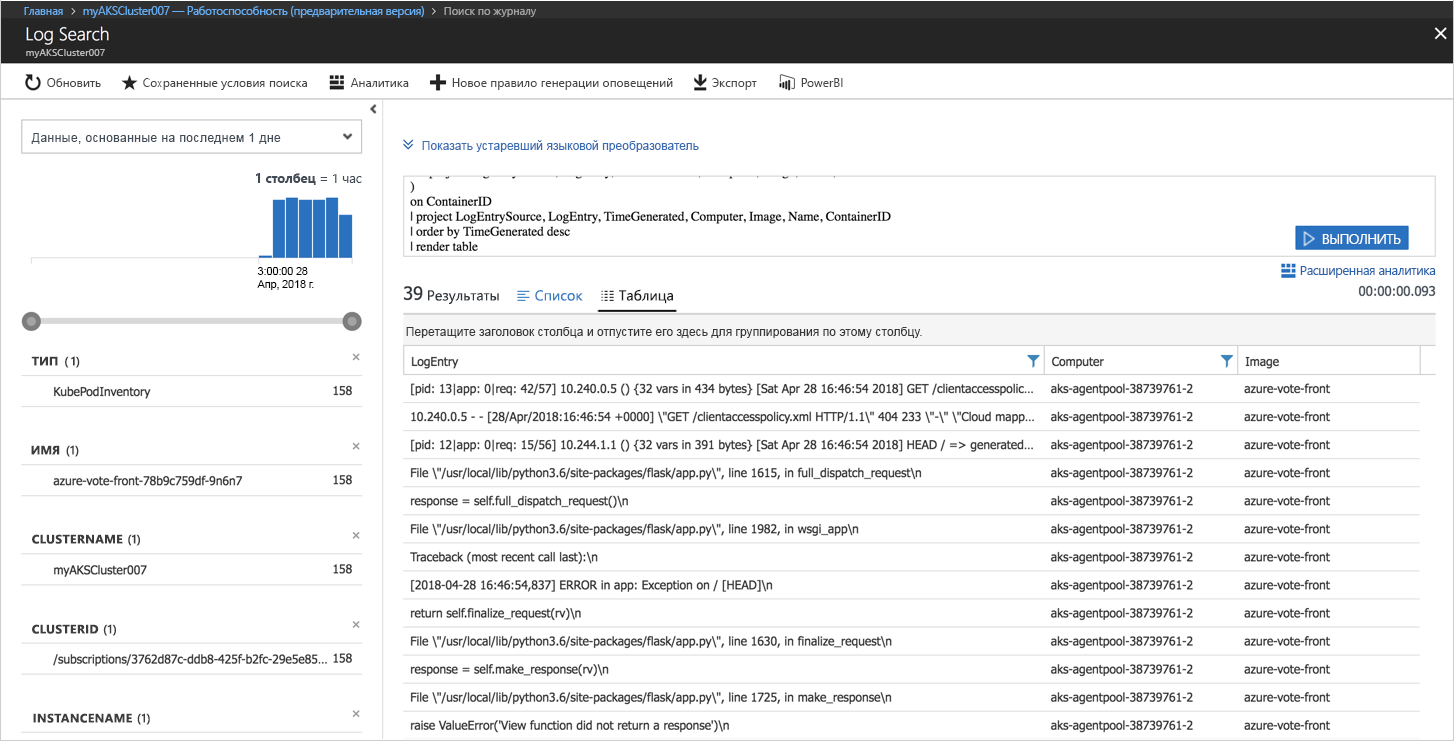 Главная > myAKSCluster007 — Работоспособность (предварительная версия) > Поиск по журналу
Log Search
myAKSCluster007
Обновить Сохраненные условия поиска Аналитика Новое правило генерации оповещений Экспорт PowerBI
Данные, основанные на последнем 1 дне
1 столбец = 1 час
3:00:00 28
Апр, 2018 г.
ТИП (1)
KubePodInventory 158
ИМЯ (1)
azure-vote-front-78b9c759df-9n6n7 158
CLUSTERNAME (1)
myAKSCluster007 158
CLUSTERID (1)
/subscriptions/3762d87c-ddb8-425f-b2fc-29e5e85... 158
INSTANCENAME (1)
Показать устаревший языковой преобразователь
)
on ContainerID
| project LogEntrySource, LogEntry, TimeGenerated, Computer, Image, Name, ContainerID
| order by TimeGenerated desc
| render table
ВЫПОЛНИТЬ
Расширенная аналитика
39 Результаты Список Таблица
00:00:00.093
Перетащите заголовок столбца и отпустите его здесь для группирования по этому столбцу.
LogEntry Computer Image
[pid: 13|app: 0|req: 42/57] 10.240.0.5 () {32 vars in 434 bytes} [Sat Apr 28 16:46:54 2018] GET /clientaccesspolic... aks-agentpool-38739761-2 azure-vote-front
10.240.0.5 - - [28/Apr/2018:16:46:54 +0000] \"GET /clientaccesspolicy.xml HTTP/1.1\" 404 233 \"-\" \"Cloud mapp... aks-agentpool-38739761-2 azure-vote-front
[pid: 12|app: 0|req: 15/56] 10.244.1.1 () {32 vars in 391 bytes} [Sat Apr 28 16:46:54 2018] HEAD / => generated... aks-agentpool-38739761-2 azure-vote-front
File \"/usr/local/lib/python3.6/site-packages/flask/app.py\", line 1615, in full_dispatch_request\n aks-agentpool-38739761-2 azure-vote-front
response = self.full_dispatch_request()\n aks-agentpool-38739761-2 azure-vote-front
File \"/usr/local/lib/python3.6/site-packages/flask/app.py\", line 1982, in wsgi_app\n aks-agentpool-38739761-2 azure-vote-front
Traceback (most recent call last):\n aks-agentpool-38739761-2 azure-vote-front
[2018-04-28 16:46:54,837] ERROR in app: Exception on / [HEAD]\n aks-agentpool-38739761-2 azure-vote-front
return self.finalize_request(rv)\n aks-agentpool-38739761-2 azure-vote-front
File \"/usr/local/lib/python3.6/site-packages/flask/app.py\", line 1630, in finalize_request\n aks-agentpool-38739761-2 azure-vote-front
response = self.make_response(rv)\n aks-agentpool-38739761-2 azure-vote-front
File \"/usr/local/lib/python3.6/site-packages/flask/app.py\", line 1725, in make_response\n aks-agentpool-38739761-2 azure-vote-front
raise ValueError('View function did not return a response')\n aks-agentpool-38739761-2 azure-vote-front